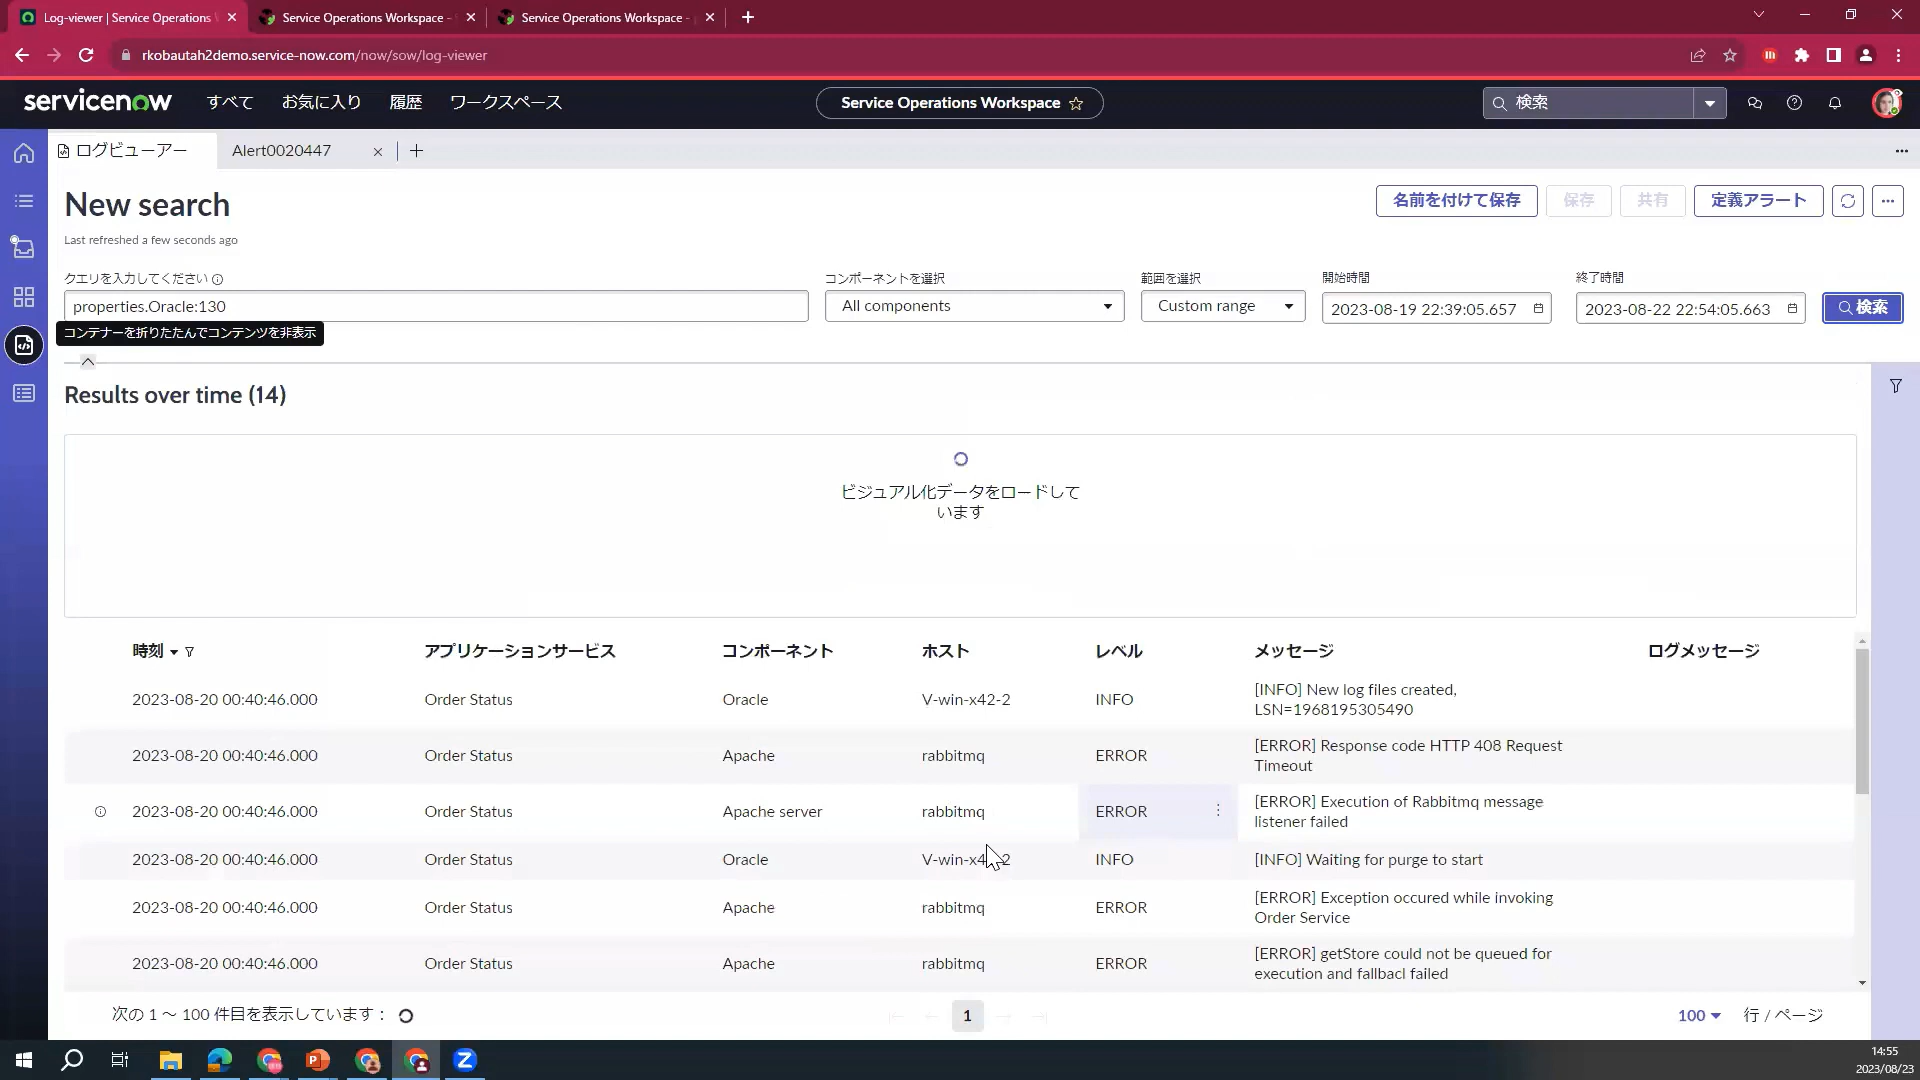 Log-viewer | Service Operations
Service Operations Workspace -
Service Operations Workspace -
rkobautah2demo.service-now.com/now/sow/log-viewer
servicenow
すべて
お気に入り
履歴
ワークスペース
Service Operations Workspace
検索
ログビューアー
Alert0020447
New search
名前を付けて保存
保存
共有
定義アラート
Last refreshed a few seconds ago
クエリを入力してください
コンポーネントを選択
範囲を選択
開始時間
終了時間
properties.Oracle:130
All components
Custom range
2023-08-19 22:39:05.657
2023-08-22 22:54:05.663
検索
コンテナーを折りたたんでコンテンツを非表示
Results over time (14)
ビジュアル化データをロードして
います
時刻 アプリケーションサービス コンポーネント ホスト レベル メッセージ ログメッセージ
2023-08-20 00:40:46.000 Order Status Oracle V-win-x42-2 INFO [INFO] New log files created,
LSN=1968195305490
2023-08-20 00:40:46.000 Order Status Apache rabbitmq ERROR [ERROR] Response code HTTP 408 Request
Timeout
2023-08-20 00:40:46.000 Order Status Apache server rabbitmq ERROR [ERROR] Execution of Rabbitmq message
listener failed
2023-08-20 00:40:46.000 Order Status Oracle V-win-x42-2 INFO [INFO] Waiting for purge to start
2023-08-20 00:40:46.000 Order Status Apache rabbitmq ERROR [ERROR] Exception occured while invoking
Order Service
2023-08-20 00:40:46.000 Order Status Apache rabbitmq ERROR [ERROR] getStore could not be queued for
execution and fallbacl failed
次の 1 ～ 100 件目を表示しています：
1
100
行 / ページ
14:55
2023/08/23